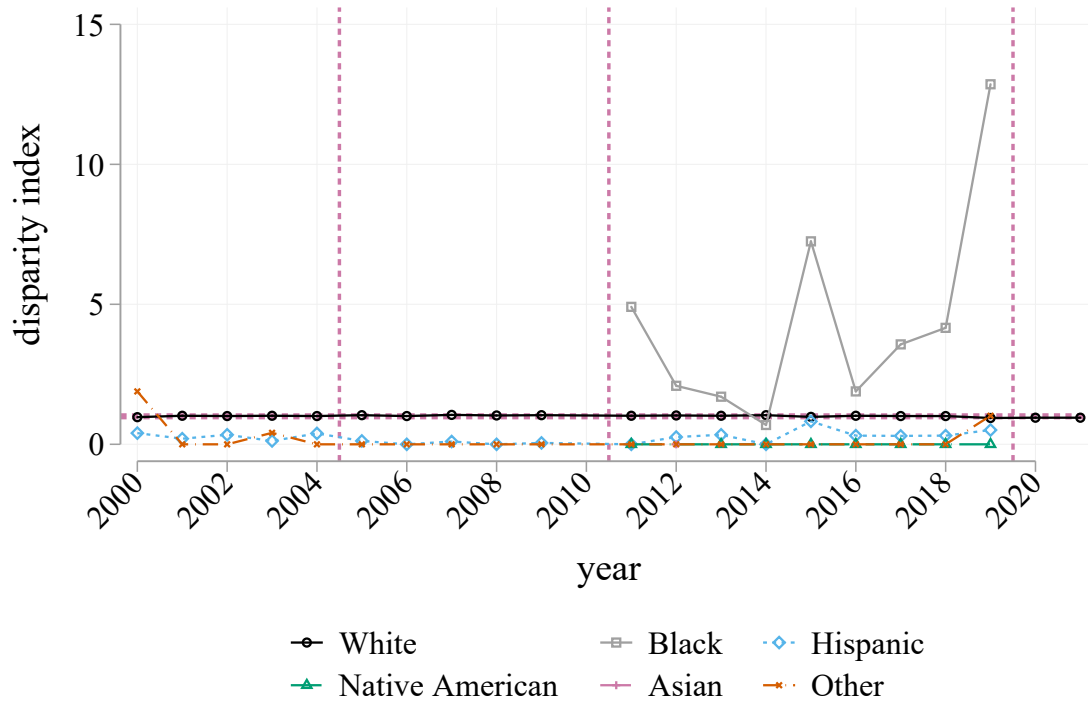 15
10
5
0
disparity index
2000 2002 2004 2006 2008 2010 2012 2014 2016 2018 2020
year
White Black Hispanic
Native American Asian Other